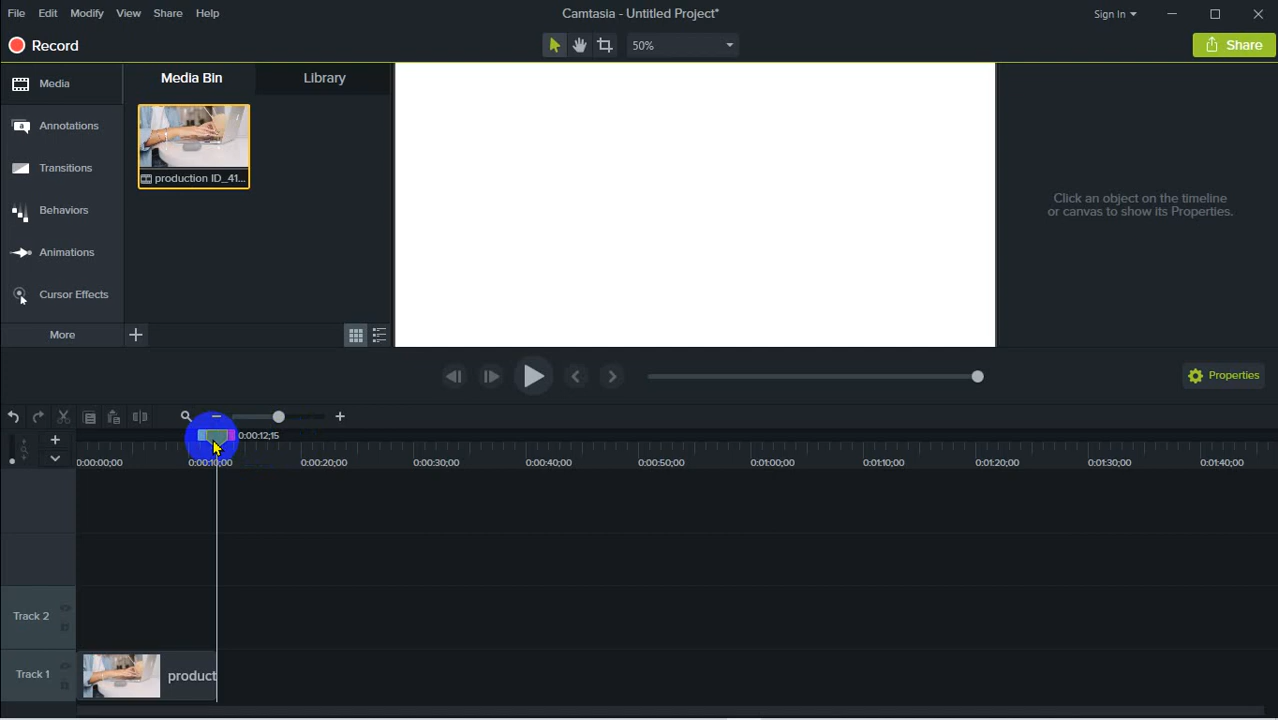 File Edit Modify View Share Help
Camtasia - Untitled Project*
Sign In
Record
50%
Share
Media
Media Bin
Library
Annotations
production ID_41...
Transitions
Click an object on the timeline
or canvas to show its Properties.
Behaviors
Animations
Cursor Effects
More
Properties
0:00:12;15
0:00:00;00 0:00:10;00 0:00:20;00 0:00:30;00 0:00:40;00 0:00:50;00 0:01:00;00 0:01:10;00 0:01:20;00 0:01:30;00 0:01:40;00
Track 2
Track 1
product